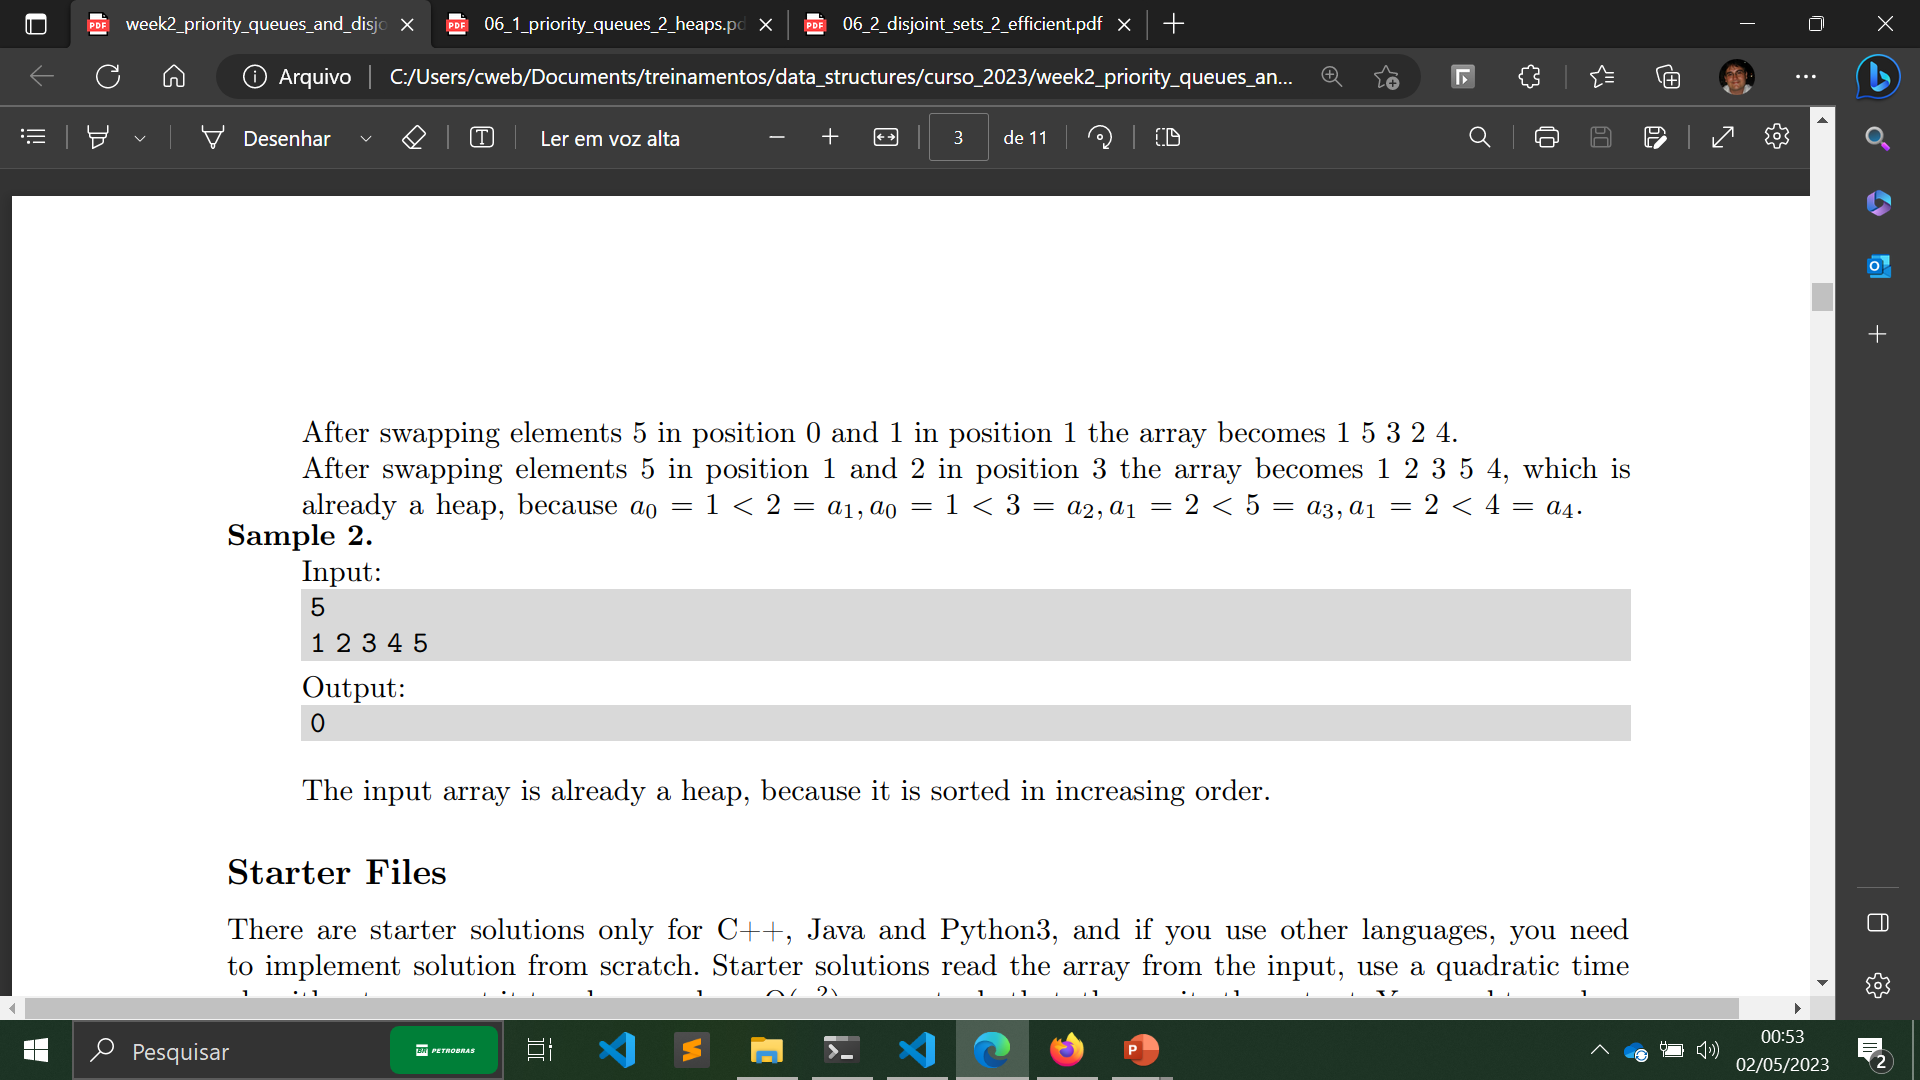 week2_priority_queues_and_disjo
06_1_priority_queues_2_heaps.pd
06_2_disjoint_sets_2_efficient.pdf
Arquivo
C:/Users/cweb/Documents/treinamentos/data_structures/curso_2023/week2_priority_queues_an...
Desenhar
Ler em voz alta
3
de 11
After swapping elements 5 in position 0 and 1 in position 1 the array becomes 1 5 3 2 4.
After swapping elements 5 in position 1 and 2 in position 3 the array becomes 1 2 3 5 4, which is
already a heap, because a₀ = 1 < 2 = a₁, a₀ = 1 < 3 = a₂, a₁ = 2 < 5 = a₃, a₁ = 2 < 4 = a₄.
Sample 2.
Input:
5
1 2 3 4 5
Output:
0
The input array is already a heap, because it is sorted in increasing order.
Starter Files
There are starter solutions only for C++, Java and Python3, and if you use other languages, you need
to implement solution from scratch. Starter solutions read the array from the input, use a quadratic time
Pesquisar
BR PETROBRAS
00:53
02/05/2023
2